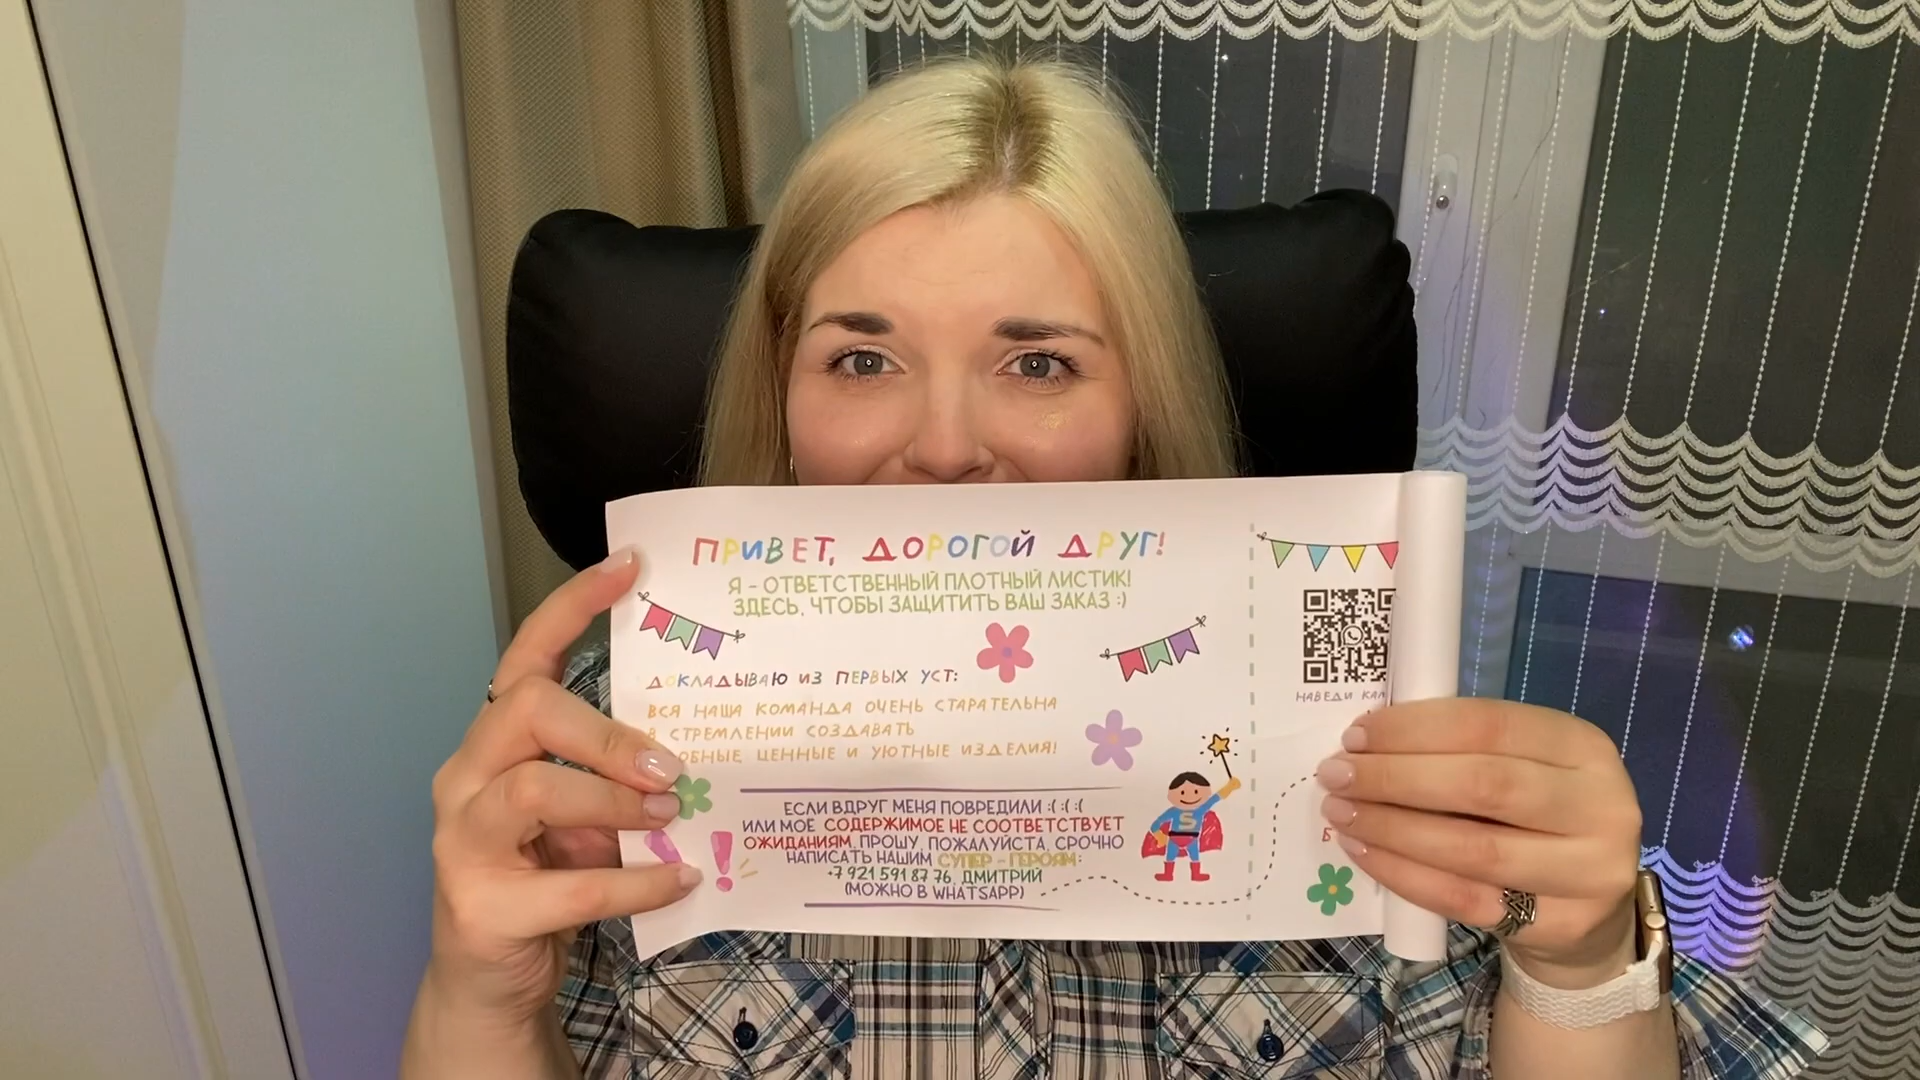 ПРИВЕТ, ДОРОГОЙ ДРУГ!
Я - ОТВЕТСТВЕННЫЙ ПЛОТНЫЙ ЛИСТИК!
ЗДЕСЬ, ЧТОБЫ ЗАЩИТИТЬ ВАШ ЗАКАЗ :)
ДОКЛАДЫВАЮ ИЗ ПЕРВЫХ УСТ:
ВСЯ НАША КОМАНДА ОЧЕНЬ СТАРАТЕЛЬНА
В СТРЕМЛЕНИИ СОЗДАВАТЬ
ОБНЫЕ ЦЕННЫЕ И УЮТНЫЕ ИЗДЕЛИЯ!
ЕСЛИ ВДРУГ МЕНЯ ПОВРЕДИЛИ :( :( :(
ИЛИ МОЕ СОДЕРЖИМОЕ НЕ СООТВЕТСТВУЕТ
ОЖИДАНИЯМ, ПРОШУ, ПОЖАЛУЙСТА, СРОЧНО
НАПИСАТЬ НАШИМ СУПЕР - ГЕРОЯМ:
+7 921 591 87 76, ДМИТРИЙ
(МОЖНО В WHATSAPP)
S
НАВЕДИ КАМ
Б